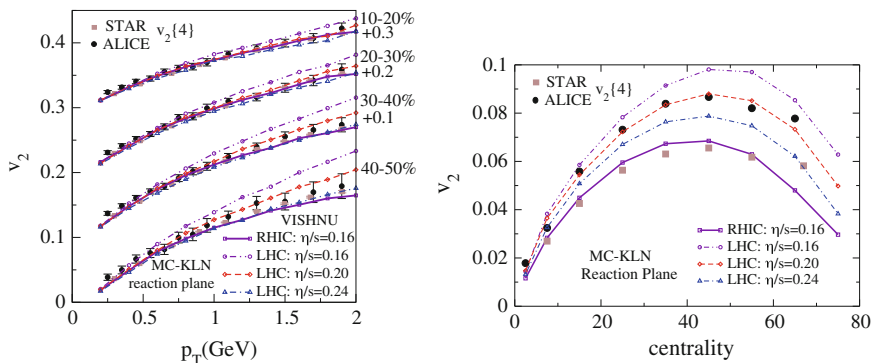 STAR v2{4}
ALICE
10-20%
+0.3
20-30%
+0.2
30-40%
+0.1
40-50%
VISHNU
RHIC: η/s=0.16
LHC: η/s=0.16
LHC: η/s=0.20
LHC: η/s=0.24
MC-KLN
reaction plane
v2
0.4
0.3
0.2
0.1
0
0 0.5 1 1.5 2
pT(GeV)
STAR v2{4}
ALICE
RHIC: η/s=0.16
LHC: η/s=0.16
LHC: η/s=0.20
LHC: η/s=0.24
MC-KLN
Reaction Plane
v2
0.1
0.08
0.06
0.04
0.02
0
0 20 40 60 80
centrality